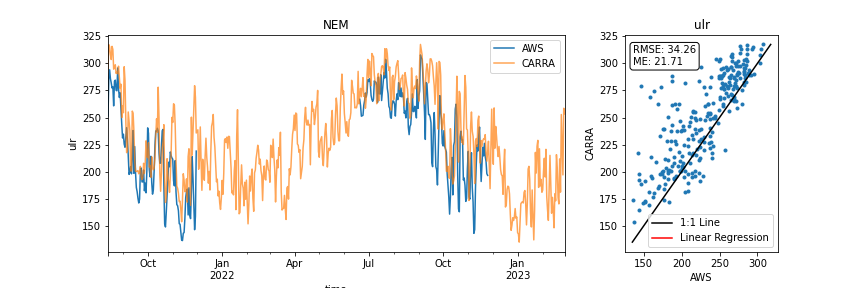 NEM
ulr
325
300
275
250
225
200
175
150
ulr
AWS
CARRA
Oct
Jan
2022
Apr
Jul
Oct
Jan
2023
time
ulr
325
300
275
250
225
200
175
150
CARRA
RMSE: 34.26
ME: 21.71
1:1 Line
Linear Regression
150
200
250
300
AWS